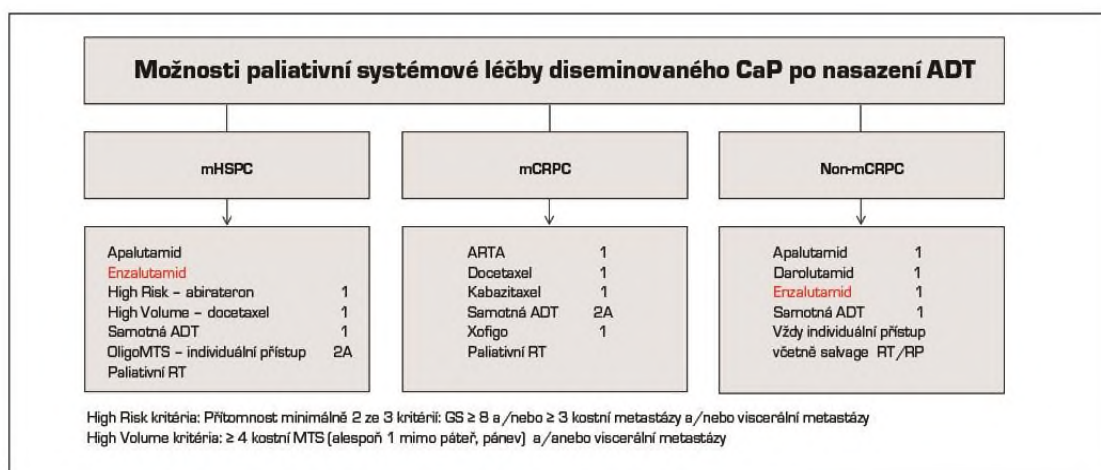 Možnosti paliativní systémové léčby diseminovaného CaP po nasazení ADT
mHSPC
Apalutamid
Enzalutamid
High Risk – abirateron 1
High Volume – docetaxel 1
Samotná ADT 1
OligoMTS – individuální přístup 2A
Paliativní RT
mCRPC
ARTA 1
Docetaxel 1
Kabazitaxel 1
Samotná ADT 2A
Xofigo 1
Paliativní RT
Non-mCRPC
Apalutamid 1
Darolutamid 1
Enzalutamid 1
Samotná ADT 1
Vždy individuální přístup
včetně salvage RT/RP
High Risk kritéria: Přítomnost minimálně 2 ze 3 kritérií: GS ≥ 8 a/nebo ≥ 3 kostní metastázy a/nebo viscerální metastázy
High Volume kritéria: ≥ 4 kostní MTS (alespoň 1 mimo páteř, pánev) a/anebo viscerální metastázy